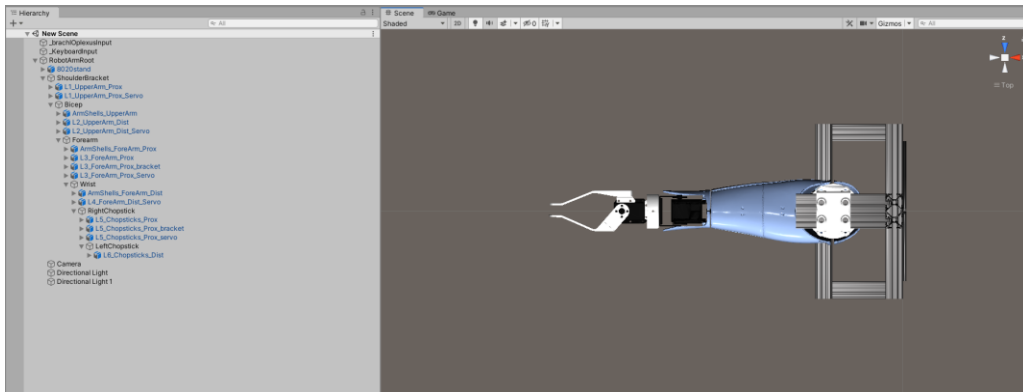 Hierarchy
All
New Scene
_brachIOplexusInput
_KeyboardInput
RobotArmRoot
8020stand
ShoulderBracket
L1_UpperArm_Prox
L1_UpperArm_Prox_Servo
Bicep
ArmShells_UpperArm
L2_UpperArm_Dist
L2_UpperArm_Dist_Servo
Forearm
ArmShells_ForeArm_Prox
L3_ForeArm_Prox
L3_ForeArm_Prox_bracket
L3_ForeArm_Prox_Servo
Wrist
ArmShells_ForeArm_Dist
L4_ForeArm_Dist_Servo
RightChopstick
L5_Chopsticks_Prox
L5_Chopsticks_Prox_bracket
L5_Chopsticks_Prox_servo
LeftChopstick
L6_Chopsticks_Dist
Camera
Directional Light
Directional Light 1
Scene Game
Shaded 2D 0 Gizmos All
z
Top